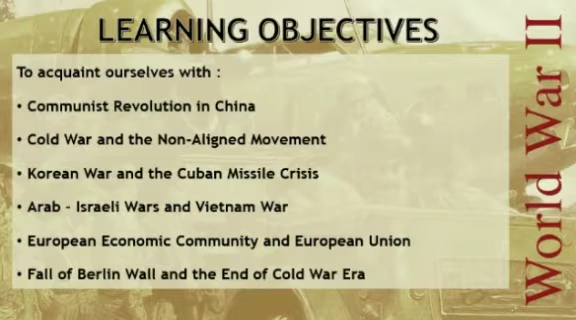 LEARNING OBJECTIVES
To acquaint ourselves with :
• Communist Revolution in China
• Cold War and the Non-Aligned Movement
• Korean War and the Cuban Missile Crisis
• Arab - Israeli Wars and Vietnam War
• European Economic Community and European Union
• Fall of Berlin Wall and the End of Cold War Era
World War II